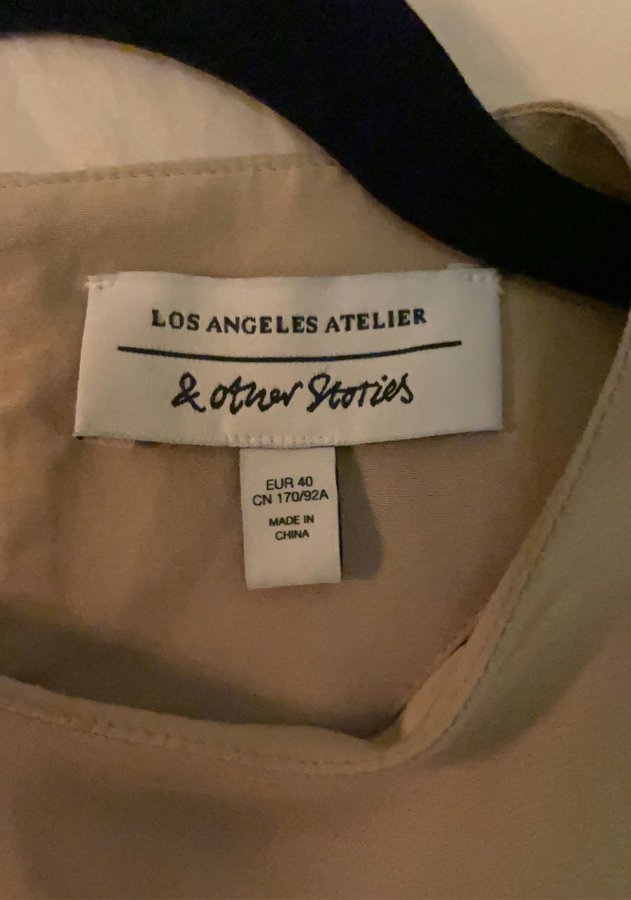 LOS ANGELES ATELIER
& other Stories
EUR 40
CN 170/92A
MADE IN
CHINA